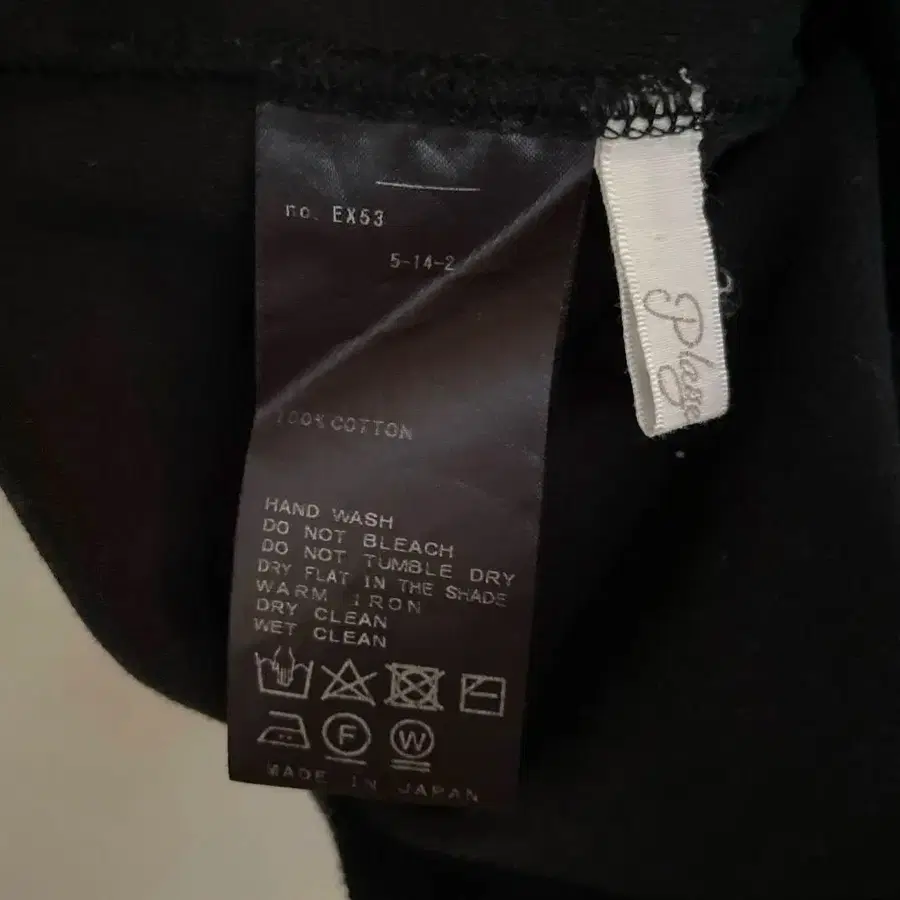 no. EX53
5-14-2
100% COTTON
HAND WASH
DO NOT BLEACH
DO NOT TUMBLE DRY
DRY FLAT IN THE SHADE
WARM IRON
DRY CLEAN
WET CLEAN
F
W
MADE IN JAPAN